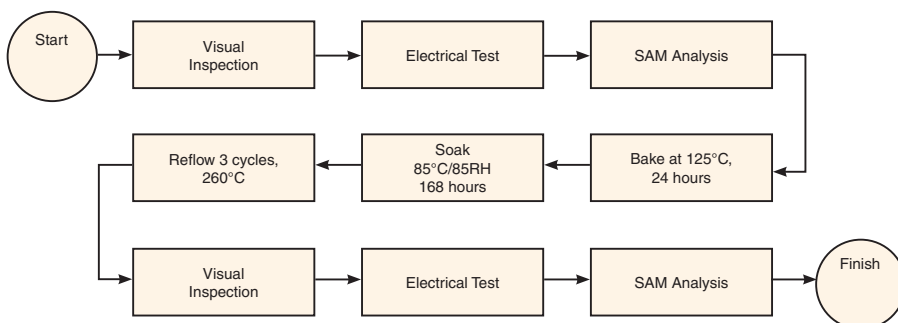 Start
Visual
Inspection
Electrical Test
SAM Analysis
Bake at 125°C,
24 hours
Soak
85°C/85RH
168 hours
Reflow 3 cycles,
260°C
Visual
Inspection
Electrical Test
SAM Analysis
Finish